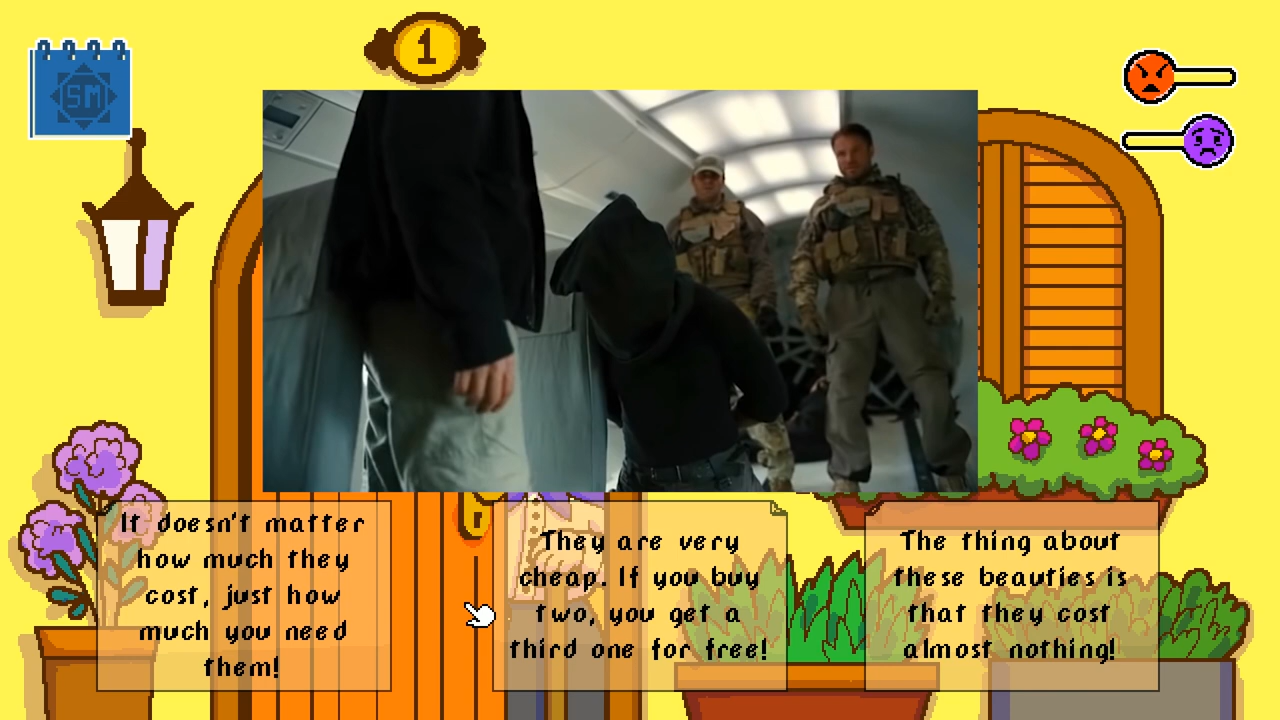 1
SM
It doesn't matter
how much they
cost, just how
much you need
them!
They are very
cheap. If you buy
two, you get a
third one for free!
The thing about
these beauties is
that they cost
almost nothing!